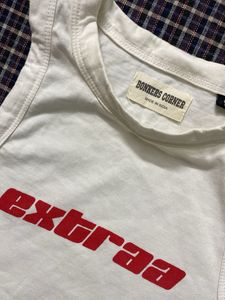 BONKERS CORNER
MADE IN INDIA
extraa